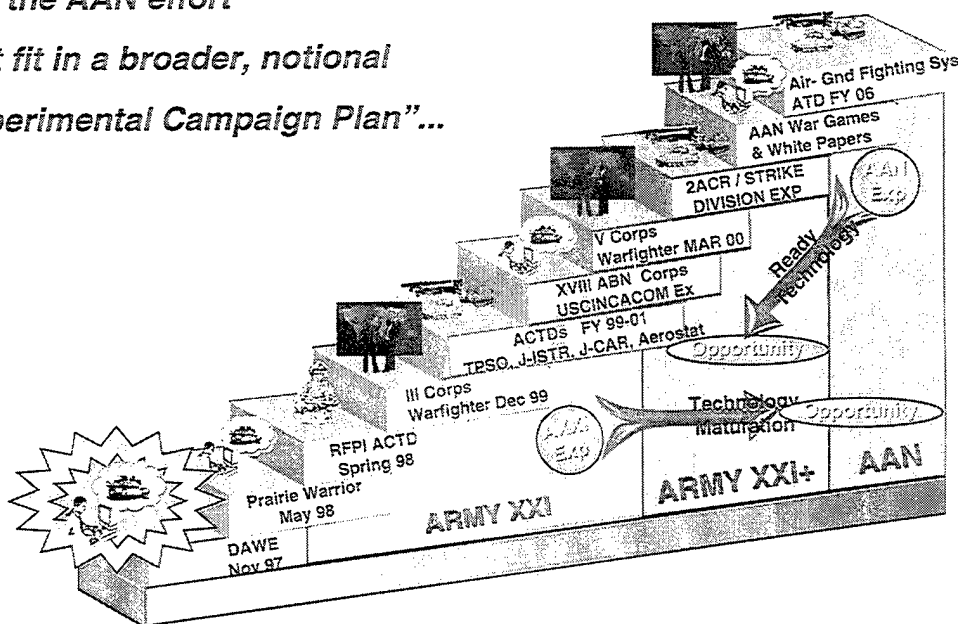 the AAN effort
fit in a broader, notional
perimental Campaign Plan"...
Air- Gnd Fighting Sys
ATD FY 06
AAN War Games
& White Papers
2ACR / STRIKE
DIVISION EXP
V Corps
Warfighter MAR 00
XVIII ABN Corps
USCINCACOM Ex
ACTDs FY 99-01
TPSO, J-ISTR, J-CAR, Aerostat
III Corps
Warfighter Dec 99
RFPI ACTD
Spring 98
Prairie Warrior
May 98
DAWE
Nov 97
AAN
Exp
Ready
Technology
Opportunity
AXXI
Exp
Technology
Maturation
Opportunity
ARMY XXI
ARMY XXI+
AAN